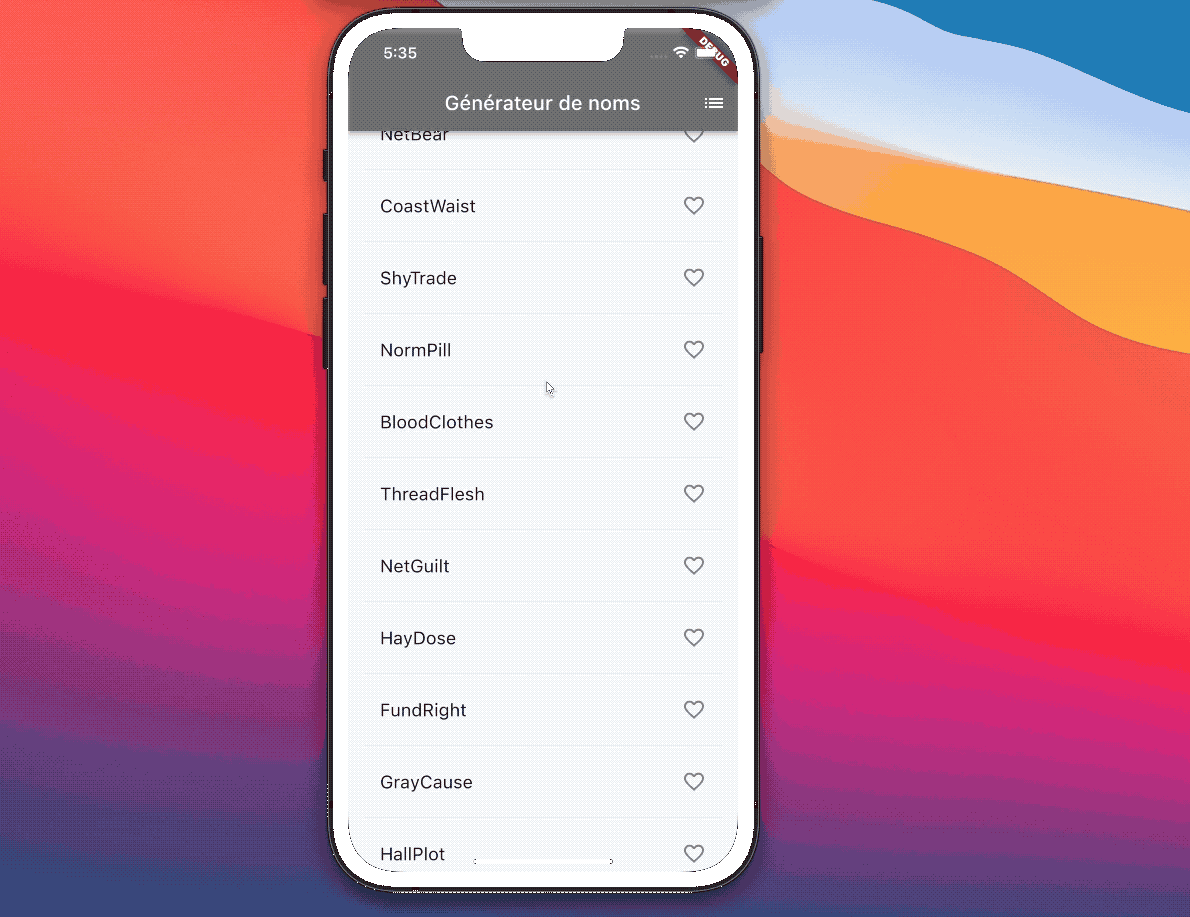 5:35
DEBUG
Générateur de noms
NetBear
CoastWaist
ShyTrade
NormPill
BloodClothes
ThreadFlesh
NetGuilt
HayDose
FundRight
GrayCause
HallPlot